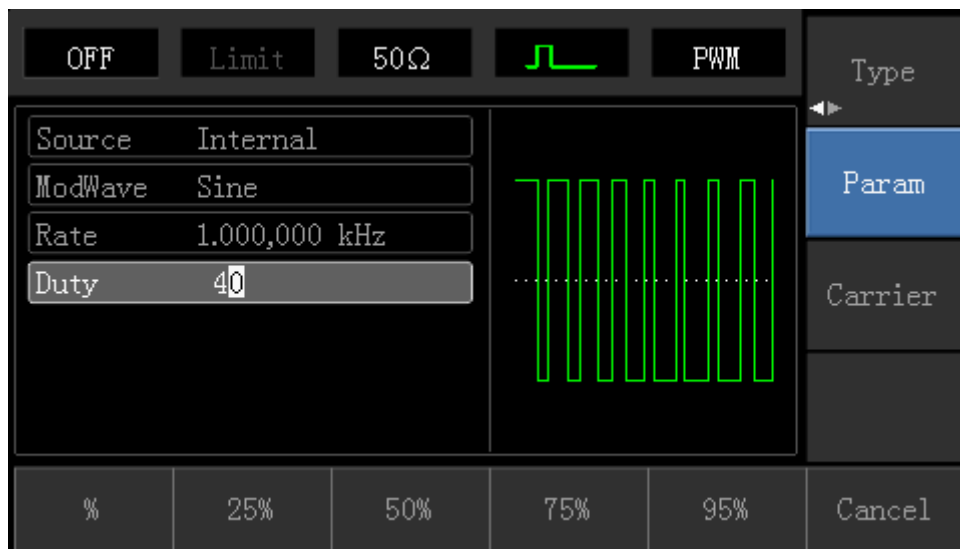 OFF Limit 50Ω PWM Type
Source Internal
ModWave Sine
Rate 1.000,000 kHz
Duty 40
Param
Carrier
% 25% 50% 75% 95% Cancel